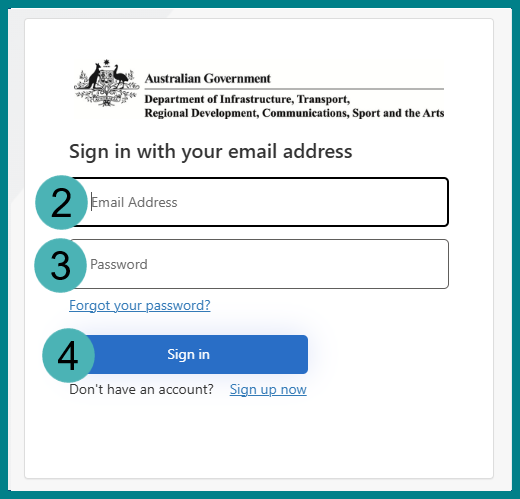 Australian Government
Department of Infrastructure, Transport,
Regional Development, Communications, Sport and the Arts
Sign in with your email address
2 Email Address
3 Password
Forgot your password?
4 Sign in
Don't have an account? Sign up now